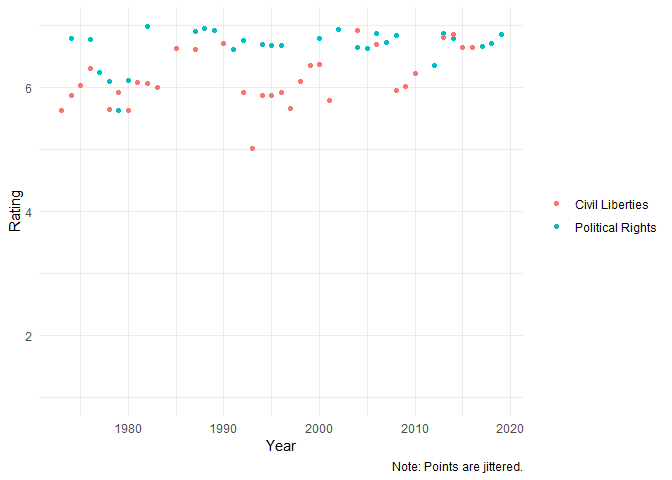 6
4
2
Rating
1980 1990 2000 2010 2020
Year
Civil Liberties
Political Rights
Note: Points are jittered.